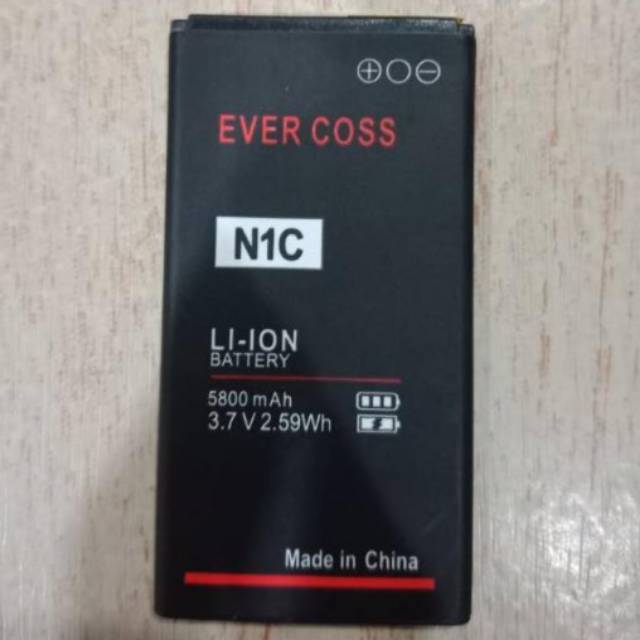 EVER COSS
N1C
LI-ION
BATTERY
5800 mAh
3.7 V 2.59Wh
Made in China